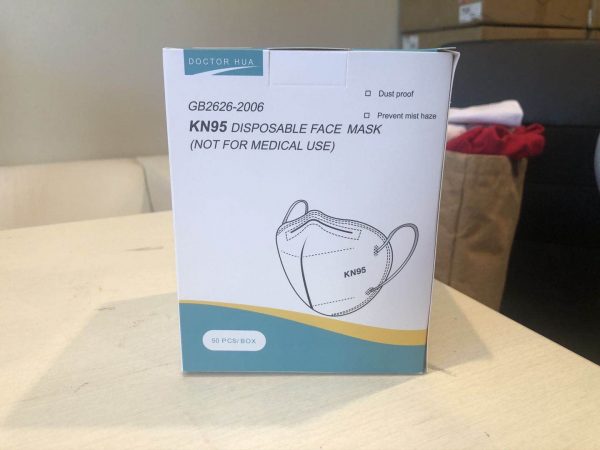 DOCTOR HUA
Dust proof
Prevent mist haze
GB2626-2006
KN95 DISPOSABLE FACE MASK
(NOT FOR MEDICAL USE)
KN95
50 PCS/BOX